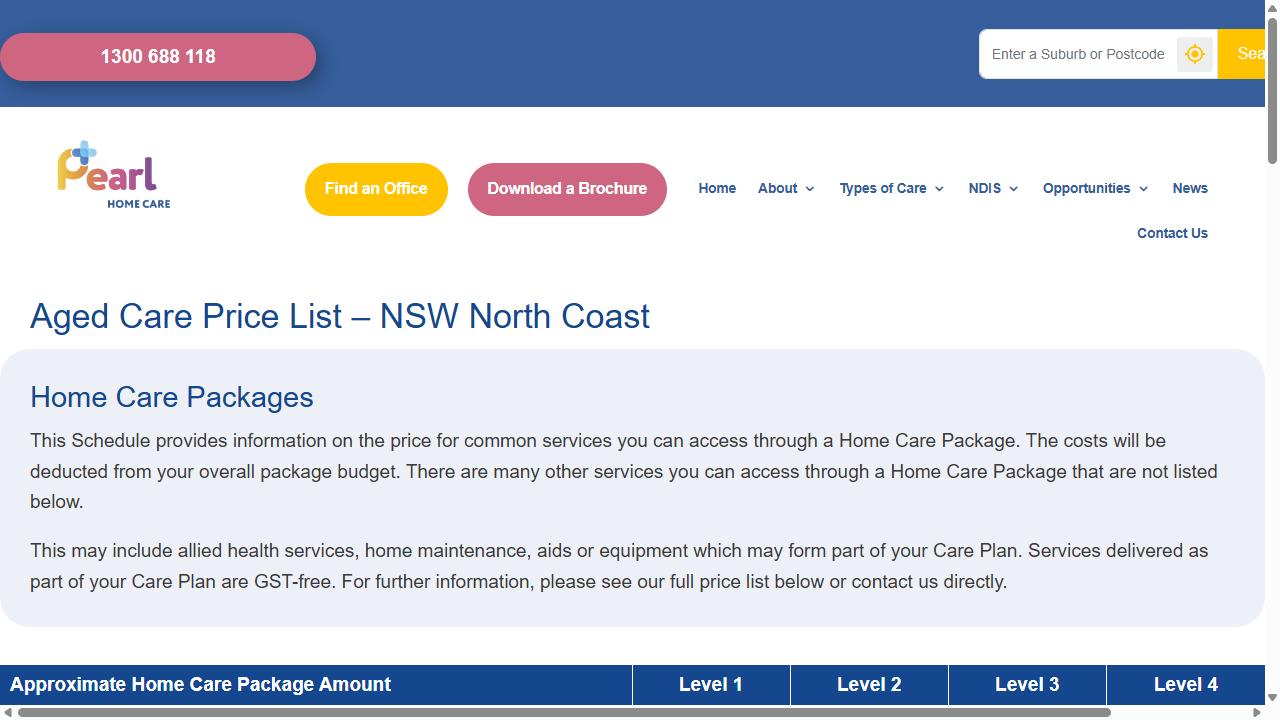 1300 688 118
Enter a Suburb or Postcode
Sea
Pearl
HOME CARE
Find an Office
Download a Brochure
Home
About
Types of Care
NDIS
Opportunities
News
Contact Us
Aged Care Price List – NSW North Coast
Home Care Packages
This Schedule provides information on the price for common services you can access through a Home Care Package. The costs will be
deducted from your overall package budget. There are many other services you can access through a Home Care Package that are not listed
below.
This may include allied health services, home maintenance, aids or equipment which may form part of your Care Plan. Services delivered as
part of your Care Plan are GST-free. For further information, please see our full price list below or contact us directly.
Approximate Home Care Package Amount
Level 1
Level 2
Level 3
Level 4